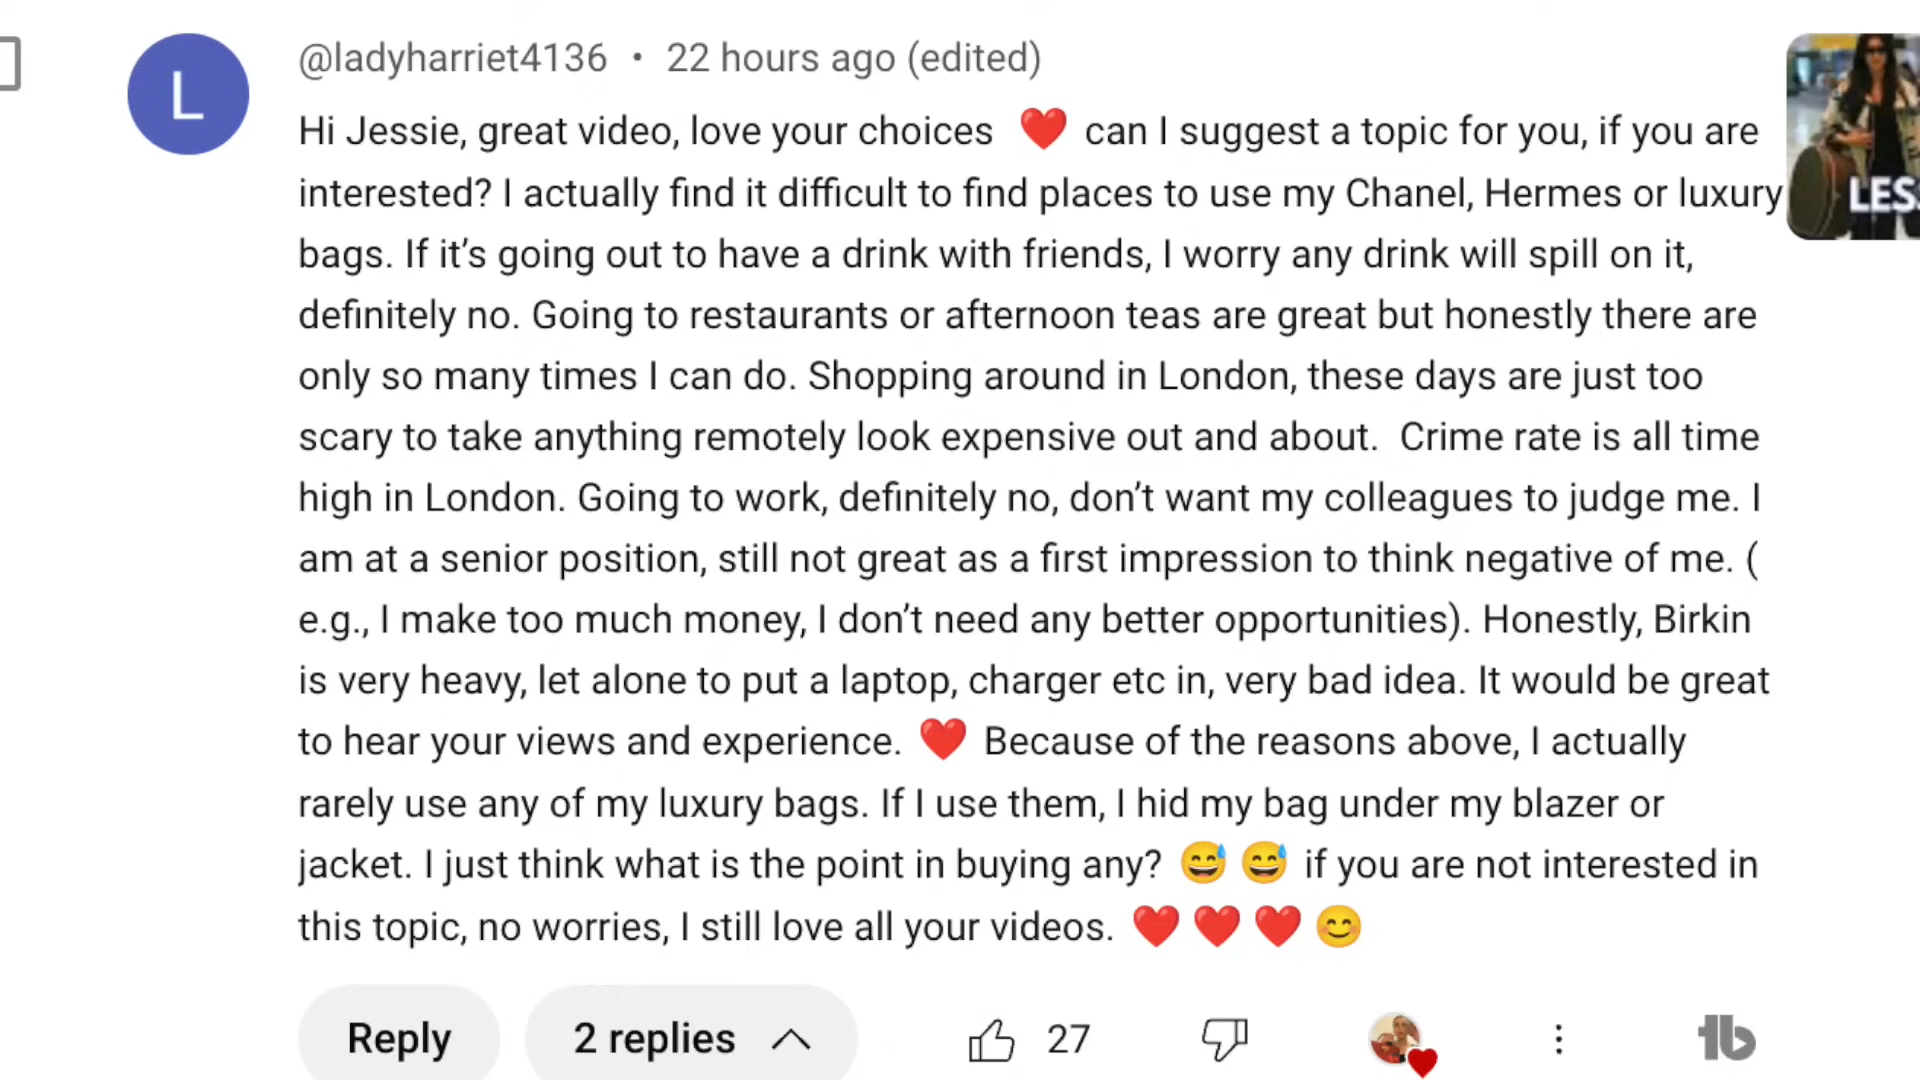 L
@ladyharriet4136 • 22 hours ago (edited)
Hi Jessie, great video, love your choices ❤️ can I suggest a topic for you, if you are
interested? I actually find it difficult to find places to use my Chanel, Hermes or luxury
bags. If it’s going out to have a drink with friends, I worry any drink will spill on it,
definitely no. Going to restaurants or afternoon teas are great but honestly there are
only so many times I can do. Shopping around in London, these days are just too
scary to take anything remotely look expensive out and about.  Crime rate is all time
high in London. Going to work, definitely no, don’t want my colleagues to judge me. I
am at a senior position, still not great as a first impression to think negative of me. (
e.g., I make too much money, I don’t need any better opportunities). Honestly, Birkin
is very heavy, let alone to put a laptop, charger etc in, very bad idea. It would be great
to hear your views and experience. ❤️ Because of the reasons above, I actually
rarely use any of my luxury bags. If I use them, I hid my bag under my blazer or
jacket. I just think what is the point in buying any? 😅 😅 if you are not interested in
this topic, no worries, I still love all your videos. ❤️ ❤️ ❤️ 😊
LES
Reply 2 replies 27 tb